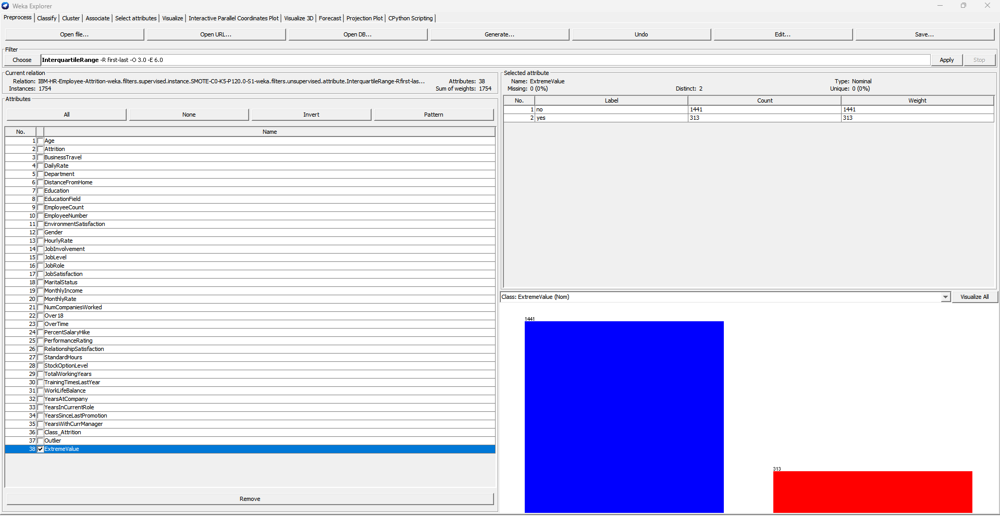 Weka Explorer
Preprocess Classify Cluster Associate Select attributes Visualize Interactive Parallel Coordinates Plot Visualize 3D Forecast Projection Plot CPython Scripting
Open file... Open URL... Open DB... Generate... Undo Edit... Save...
Filter
Choose InterquartileRange -R first-last -O 3.0 -E 6.0 Apply Stop
Current relation
Relation: IBM-HR-Employee-Attrition-weka.filters.supervised.instance.SMOTE-C0-K5-P120.0-S1-weka.filters.unsupervised.attribute.InterquartileRange-Rfirst-las... Attributes: 38
Instances: 1754 Sum of weights: 1754
Attributes
All None Invert Pattern
No. Name
1 Age
2 Attrition
3 BusinessTravel
4 DailyRate
5 Department
6 DistanceFromHome
7 Education
8 EducationField
9 EmployeeCount
10 EmployeeNumber
11 EnvironmentSatisfaction
12 Gender
13 HourlyRate
14 JobInvolvement
15 JobLevel
16 JobRole
17 JobSatisfaction
18 MaritalStatus
19 MonthlyIncome
20 MonthlyRate
21 NumCompaniesWorked
22 Over18
23 OverTime
24 PercentSalaryHike
25 PerformanceRating
26 RelationshipSatisfaction
27 StandardHours
28 StockOptionLevel
29 TotalWorkingYears
30 TrainingTimesLastYear
31 WorkLifeBalance
32 YearsAtCompany
33 YearsInCurrentRole
34 YearsSinceLastPromotion
35 YearsWithCurrManager
36 Class_Attrition
37 Outlier
38 ExtremeValue
Remove
Selected attribute
Name: ExtremeValue Type: Nominal
Missing: 0 (0%) Distinct: 2 Unique: 0 (0%)
No. Label Count Weight
1 no 1441 1441
2 yes 313 313
Class: ExtremeValue (Nom) Visualize All
1441
313